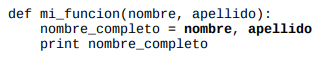 def mi_funcion(nombre, apellido):
    nombre_completo = nombre, apellido
    print nombre_completo